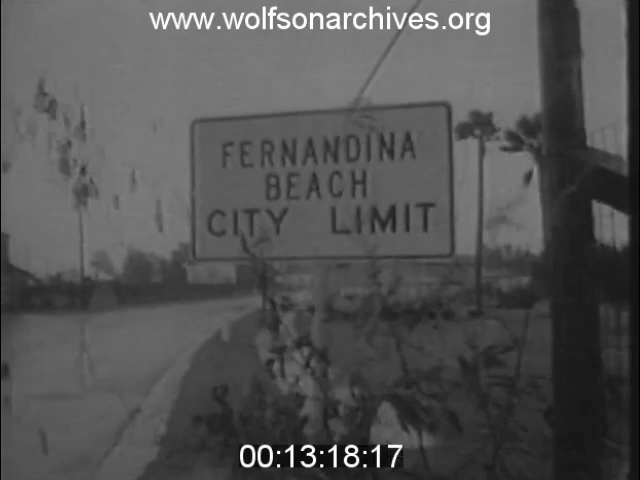 www.wolfsonarchives.org
FERNANDINA
BEACH
CITY LIMIT
00:13:18:17